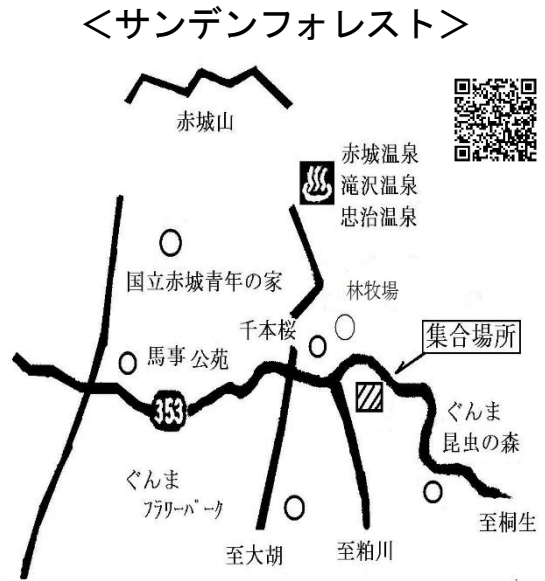 ＜サンデンフォレスト＞
赤城山
赤城温泉
滝沢温泉
忠治温泉
国立赤城青年の家
林牧場
千本桜
集合場所
馬事公苑
353
ぐんま
昆虫の森
ぐんま
フラワーパーク
至大胡
至粕川
至桐生